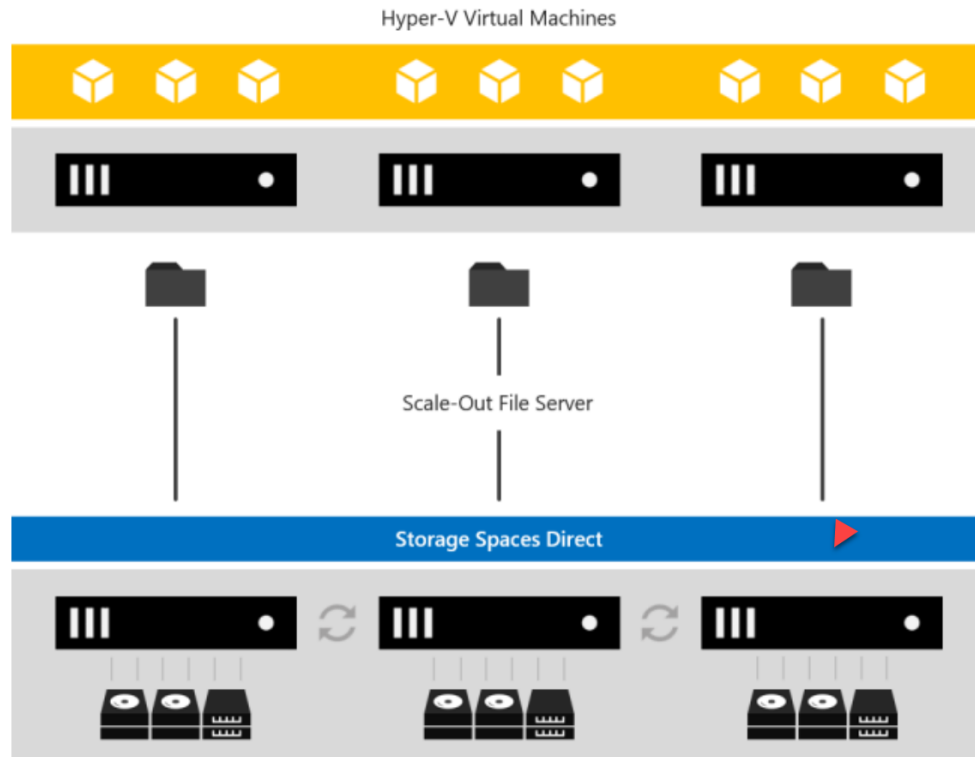 Hyper-V Virtual Machines
Scale-Out File Server
Storage Spaces Direct